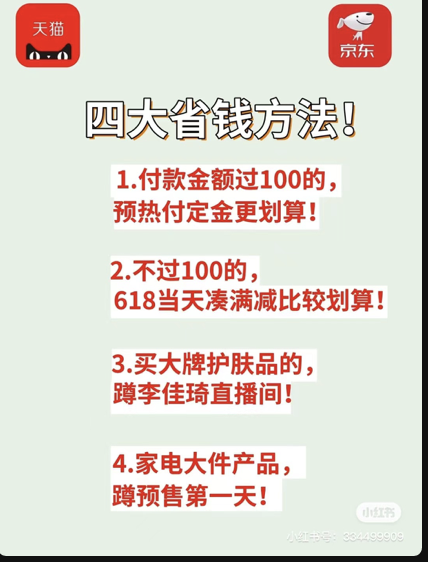 天猫
京东
四大省钱方法！
1.付款金额过100的，
预热付定金更划算！
2.不过100的，
618当天凑满减比较划算！
3.买大牌护肤品的，
蹲李佳琦直播间！
4.家电大件产品，
蹲预售第一天！
小红书
小红书号：334499909